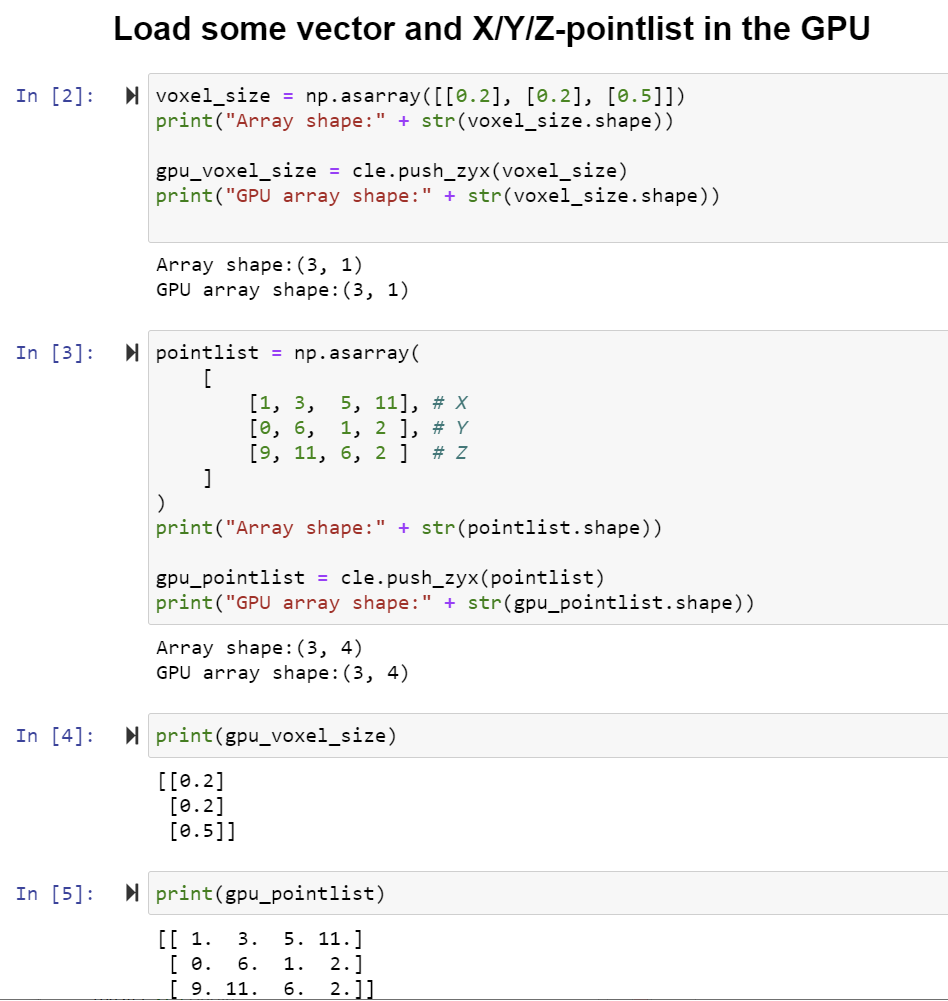 Load some vector and X/Y/Z-pointlist in the GPU
In [2]:
voxel_size = np.asarray([[0.2], [0.2], [0.5]])
print("Array shape:" + str(voxel_size.shape))
gpu_voxel_size = cle.push_zyx(voxel_size)
print("GPU array shape:" + str(voxel_size.shape))
Array shape:(3, 1)
GPU array shape:(3, 1)
In [3]:
pointlist = np.asarray(
    [
        [1, 3,  5, 11], # X
        [0, 6,  1, 2 ], # Y
        [9, 11, 6, 2 ]  # Z
    ]
)
print("Array shape:" + str(pointlist.shape))
gpu_pointlist = cle.push_zyx(pointlist)
print("GPU array shape:" + str(gpu_pointlist.shape))
Array shape:(3, 4)
GPU array shape:(3, 4)
In [4]:
print(gpu_voxel_size)
[[0.2]
 [0.2]
 [0.5]]
In [5]:
print(gpu_pointlist)
[[ 1.  3.  5. 11.]
 [ 0.  6.  1.  2.]
 [ 9. 11.  6.  2.]]